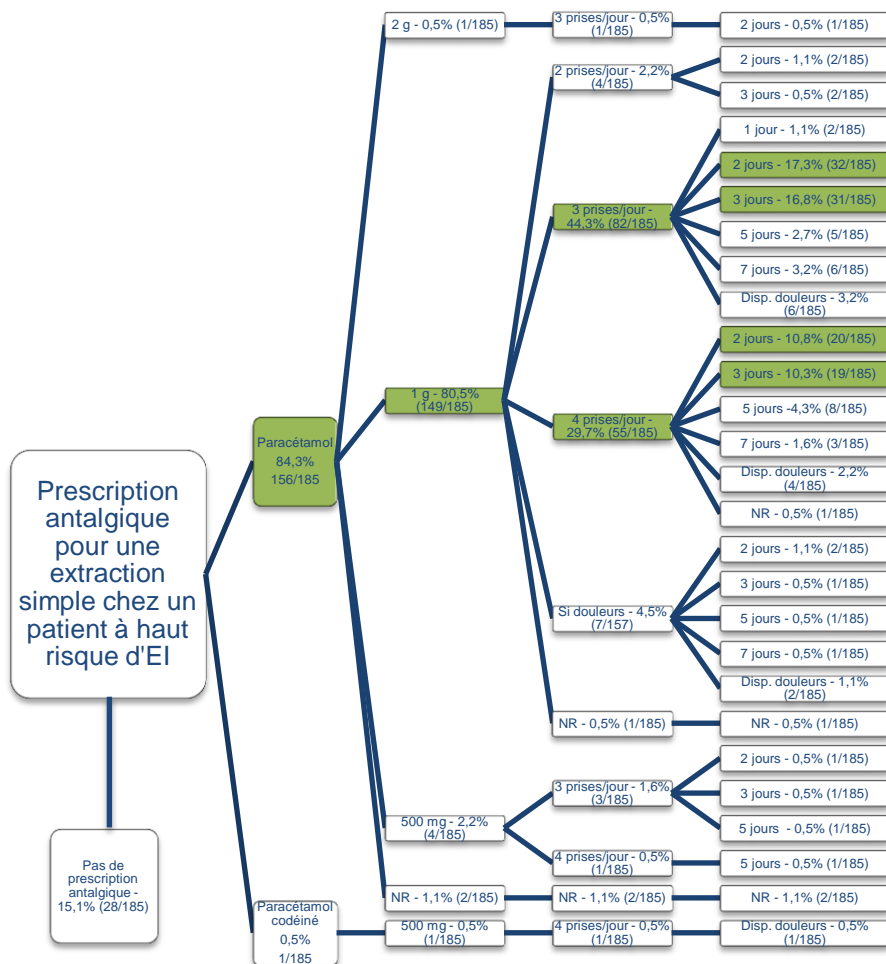 Prescription
antalgique
pour une
extraction
simple chez un
patient à haut
risque d'EI
Pas de
prescription
antalgique -
15,1% (28/185)
Paracétamol
84,3%
156/185
2 g - 0,5% (1/185)
3 prises/jour - 0,5%
(1/185)
2 jours - 0,5% (1/185)
1 g - 80,5%
(149/185)
2 prises/jour - 2,2%
(4/185)
2 jours - 1,1% (2/185)
3 jours - 0,5% (2/185)
3 prises/jour -
44,3% (82/185)
1 jour - 1,1% (2/185)
2 jours - 17,3% (32/185)
3 jours - 16,8% (31/185)
5 jours - 2,7% (5/185)
7 jours - 3,2% (6/185)
Disp. douleurs - 3,2%
(6/185)
4 prises/jour -
29,7% (55/185)
2 jours - 10,8% (20/185)
3 jours - 10,3% (19/185)
5 jours -4,3% (8/185)
7 jours - 1,6% (3/185)
Disp. douleurs - 2,2%
(4/185)
NR - 0,5% (1/185)
Si douleurs - 4,5%
(7/157)
2 jours - 1,1% (2/185)
3 jours - 0,5% (1/185)
5 jours - 0,5% (1/185)
7 jours - 0,5% (1/185)
Disp. douleurs - 1,1%
(2/185)
NR - 0,5% (1/185)
NR - 0,5% (1/185)
500 mg - 2,2%
(4/185)
3 prises/jour - 1,6%
(3/185)
2 jours - 0,5% (1/185)
3 jours - 0,5% (1/185)
5 jours - 0,5% (1/185)
4 prises/jour - 0,5%
(1/185)
5 jours - 0,5% (1/185)
NR - 1,1% (2/185)
NR - 1,1% (2/185)
NR - 1,1% (2/185)
Paracétamol
codéiné
0,5%
1/185
500 mg - 0,5%
(1/185)
4 prises/jour - 0,5%
(1/185)
Disp. douleurs - 0,5%
(1/185)